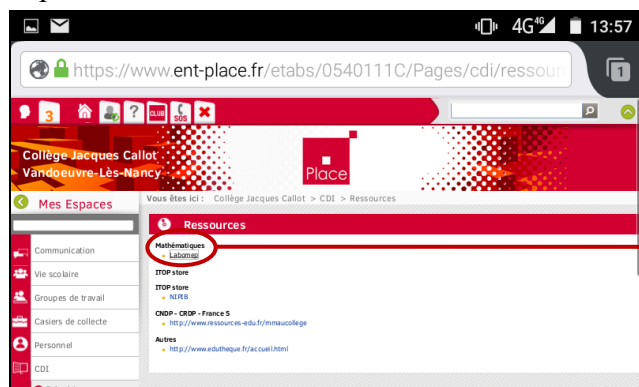 4G 4G 13:57
https://www.ent-place.fr/etabs/0540111C/Pages/cdi/ressour
1
3 ? CLUB SOS
Collège Jacques Callot
Vandoeuvre-Lès-Nancy
Place
Mes Espaces
Vous êtes ici : Collège Jacques Callot > CDI > Ressources
Ressources
Communication
Vie scolaire
Groupes de travail
Casiers de collecte
Personnel
CDI
Mathématiques
Labomep
ITOP store
ITOP store
NIPIB
CNDP - CRDP - France 5
http://www.ressources-edu.fr/mmaucollege
Autres
http://www.edutheque.fr/accueil.html